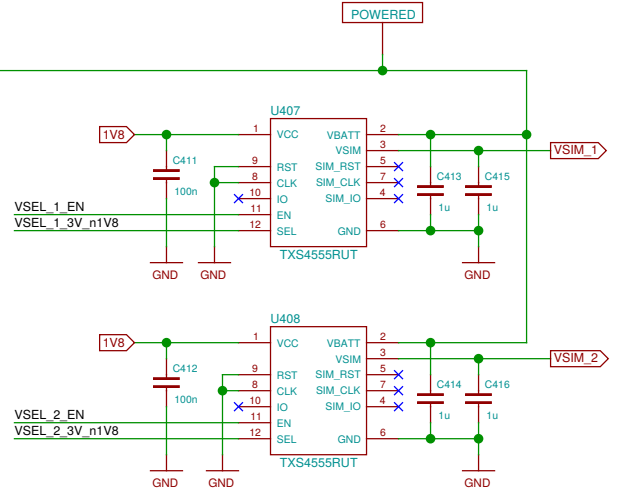 POWERED
U407
1V8
1 VCC VBATT 2
VSIM 3
VSIM_1
C411
100n
9 RST SIM_RST 5
8 CLK SIM_CLK 7
10 IO SIM_IO 4
C413
1u
C415
1u
VSEL_1_EN
11 EN
VSEL_1_3V_n1V8
12 SEL GND 6
TXS4555RUT
GND
GND
GND
U408
1V8
1 VCC VBATT 2
VSIM 3
VSIM_2
C412
100n
9 RST SIM_RST 5
8 CLK SIM_CLK 7
10 IO SIM_IO 4
C414
1u
C416
1u
VSEL_2_EN
11 EN
VSEL_2_3V_n1V8
12 SEL GND 6
TXS4555RUT
GND
GND
GND